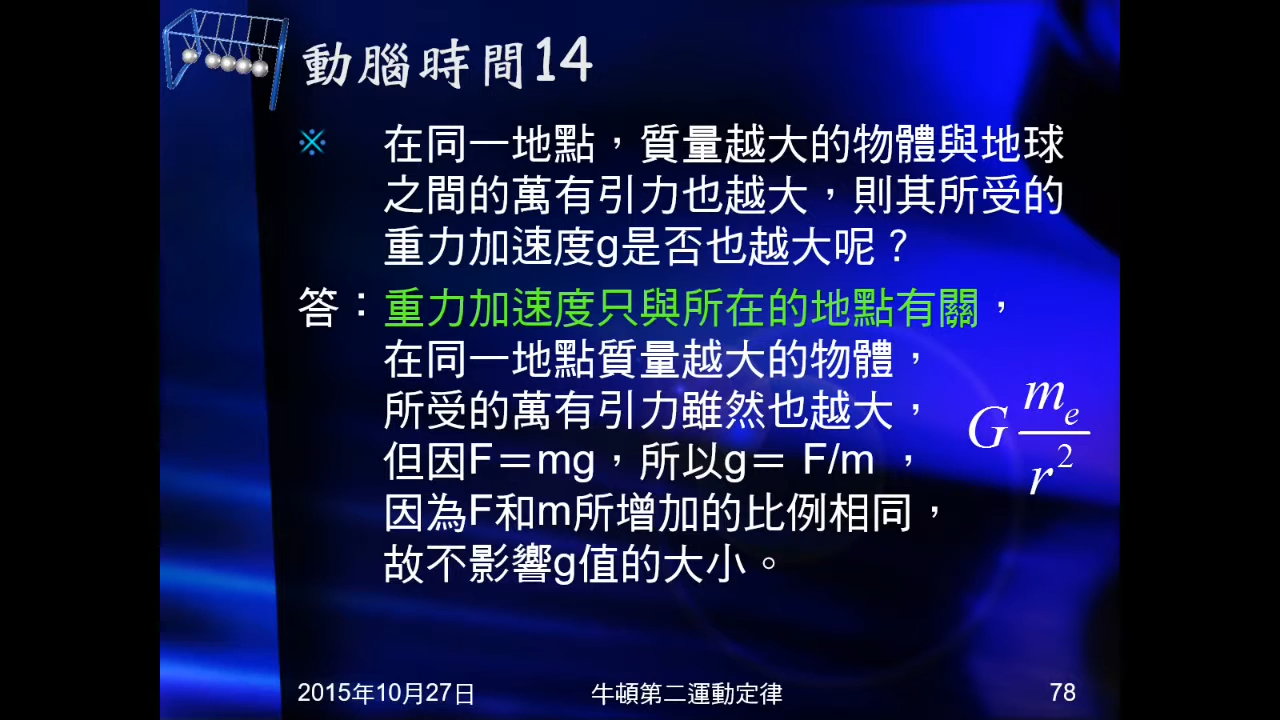 動腦時間14
※ 在同一地點，質量越大的物體與地球
之間的萬有引力也越大，則其所受的
重力加速度g是否也越大呢？
答：重力加速度只與所在的地點有關，
在同一地點質量越大的物體，
所受的萬有引力雖然也越大，
但因F＝mg，所以g＝ F/m ，
因為F和m所增加的比例相同，
故不影響g值的大小。
G m_e / r^2
2015年10月27日 牛頓第二運動定律 78